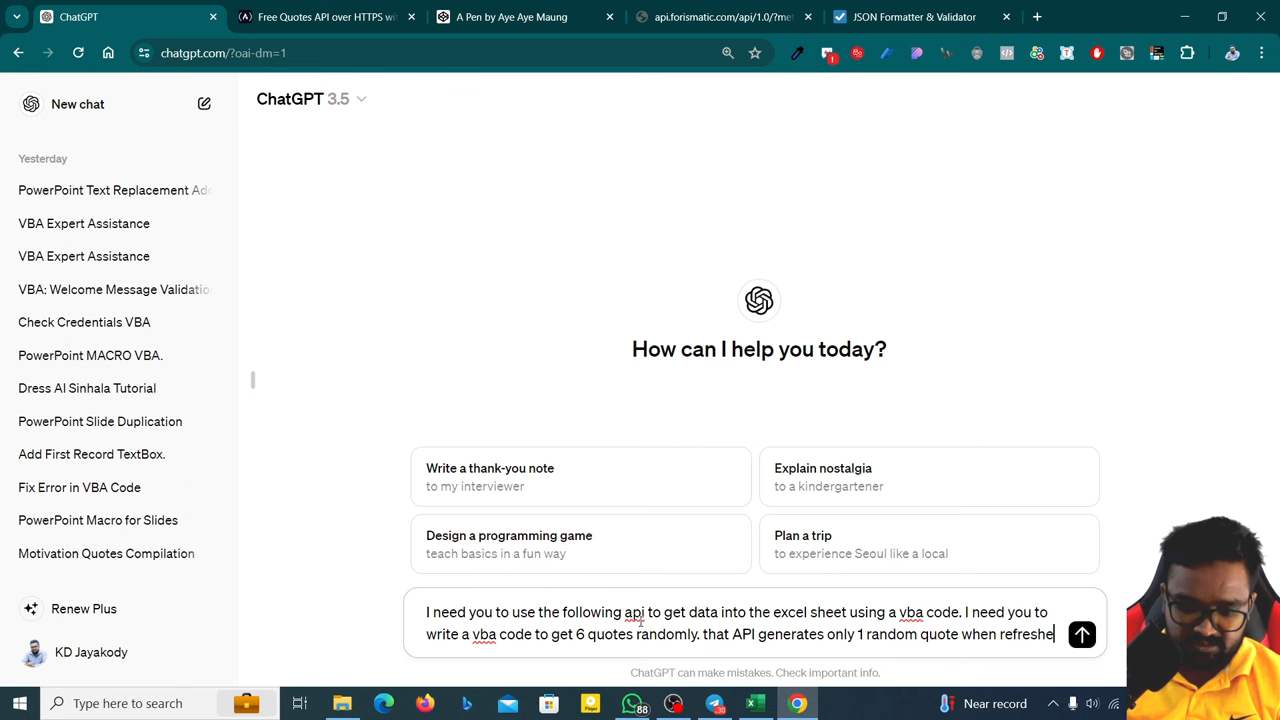 ChatGPT
Free Quotes API over HTTPS wi
A Pen by Aye Aye Maung
api.forismatic.com/api/1.0/?me
JSON Formatter & Validator
chatgpt.com/?oai-dm=1
New chat
ChatGPT 3.5
Yesterday
PowerPoint Text Replacement Ad
VBA Expert Assistance
VBA Expert Assistance
VBA: Welcome Message Validatio
Check Credentials VBA
PowerPoint MACRO VBA.
Dress AI Sinhala Tutorial
PowerPoint Slide Duplication
Add First Record TextBox.
Fix Error in VBA Code
PowerPoint Macro for Slides
Motivation Quotes Compilation
Renew Plus
KD Jayakody
How can I help you today?
Write a thank-you note
to my interviewer
Explain nostalgia
to a kindergartener
Design a programming game
teach basics in a fun way
Plan a trip
to experience Seoul like a local
I need you to use the following api to get data into the excel sheet using a vba code. I need you to
write a vba code to get 6 quotes randomly. that API generates only 1 random quote when refreshe
ChatGPT can make mistakes. Check important info.
Type here to search
88
30
Near record